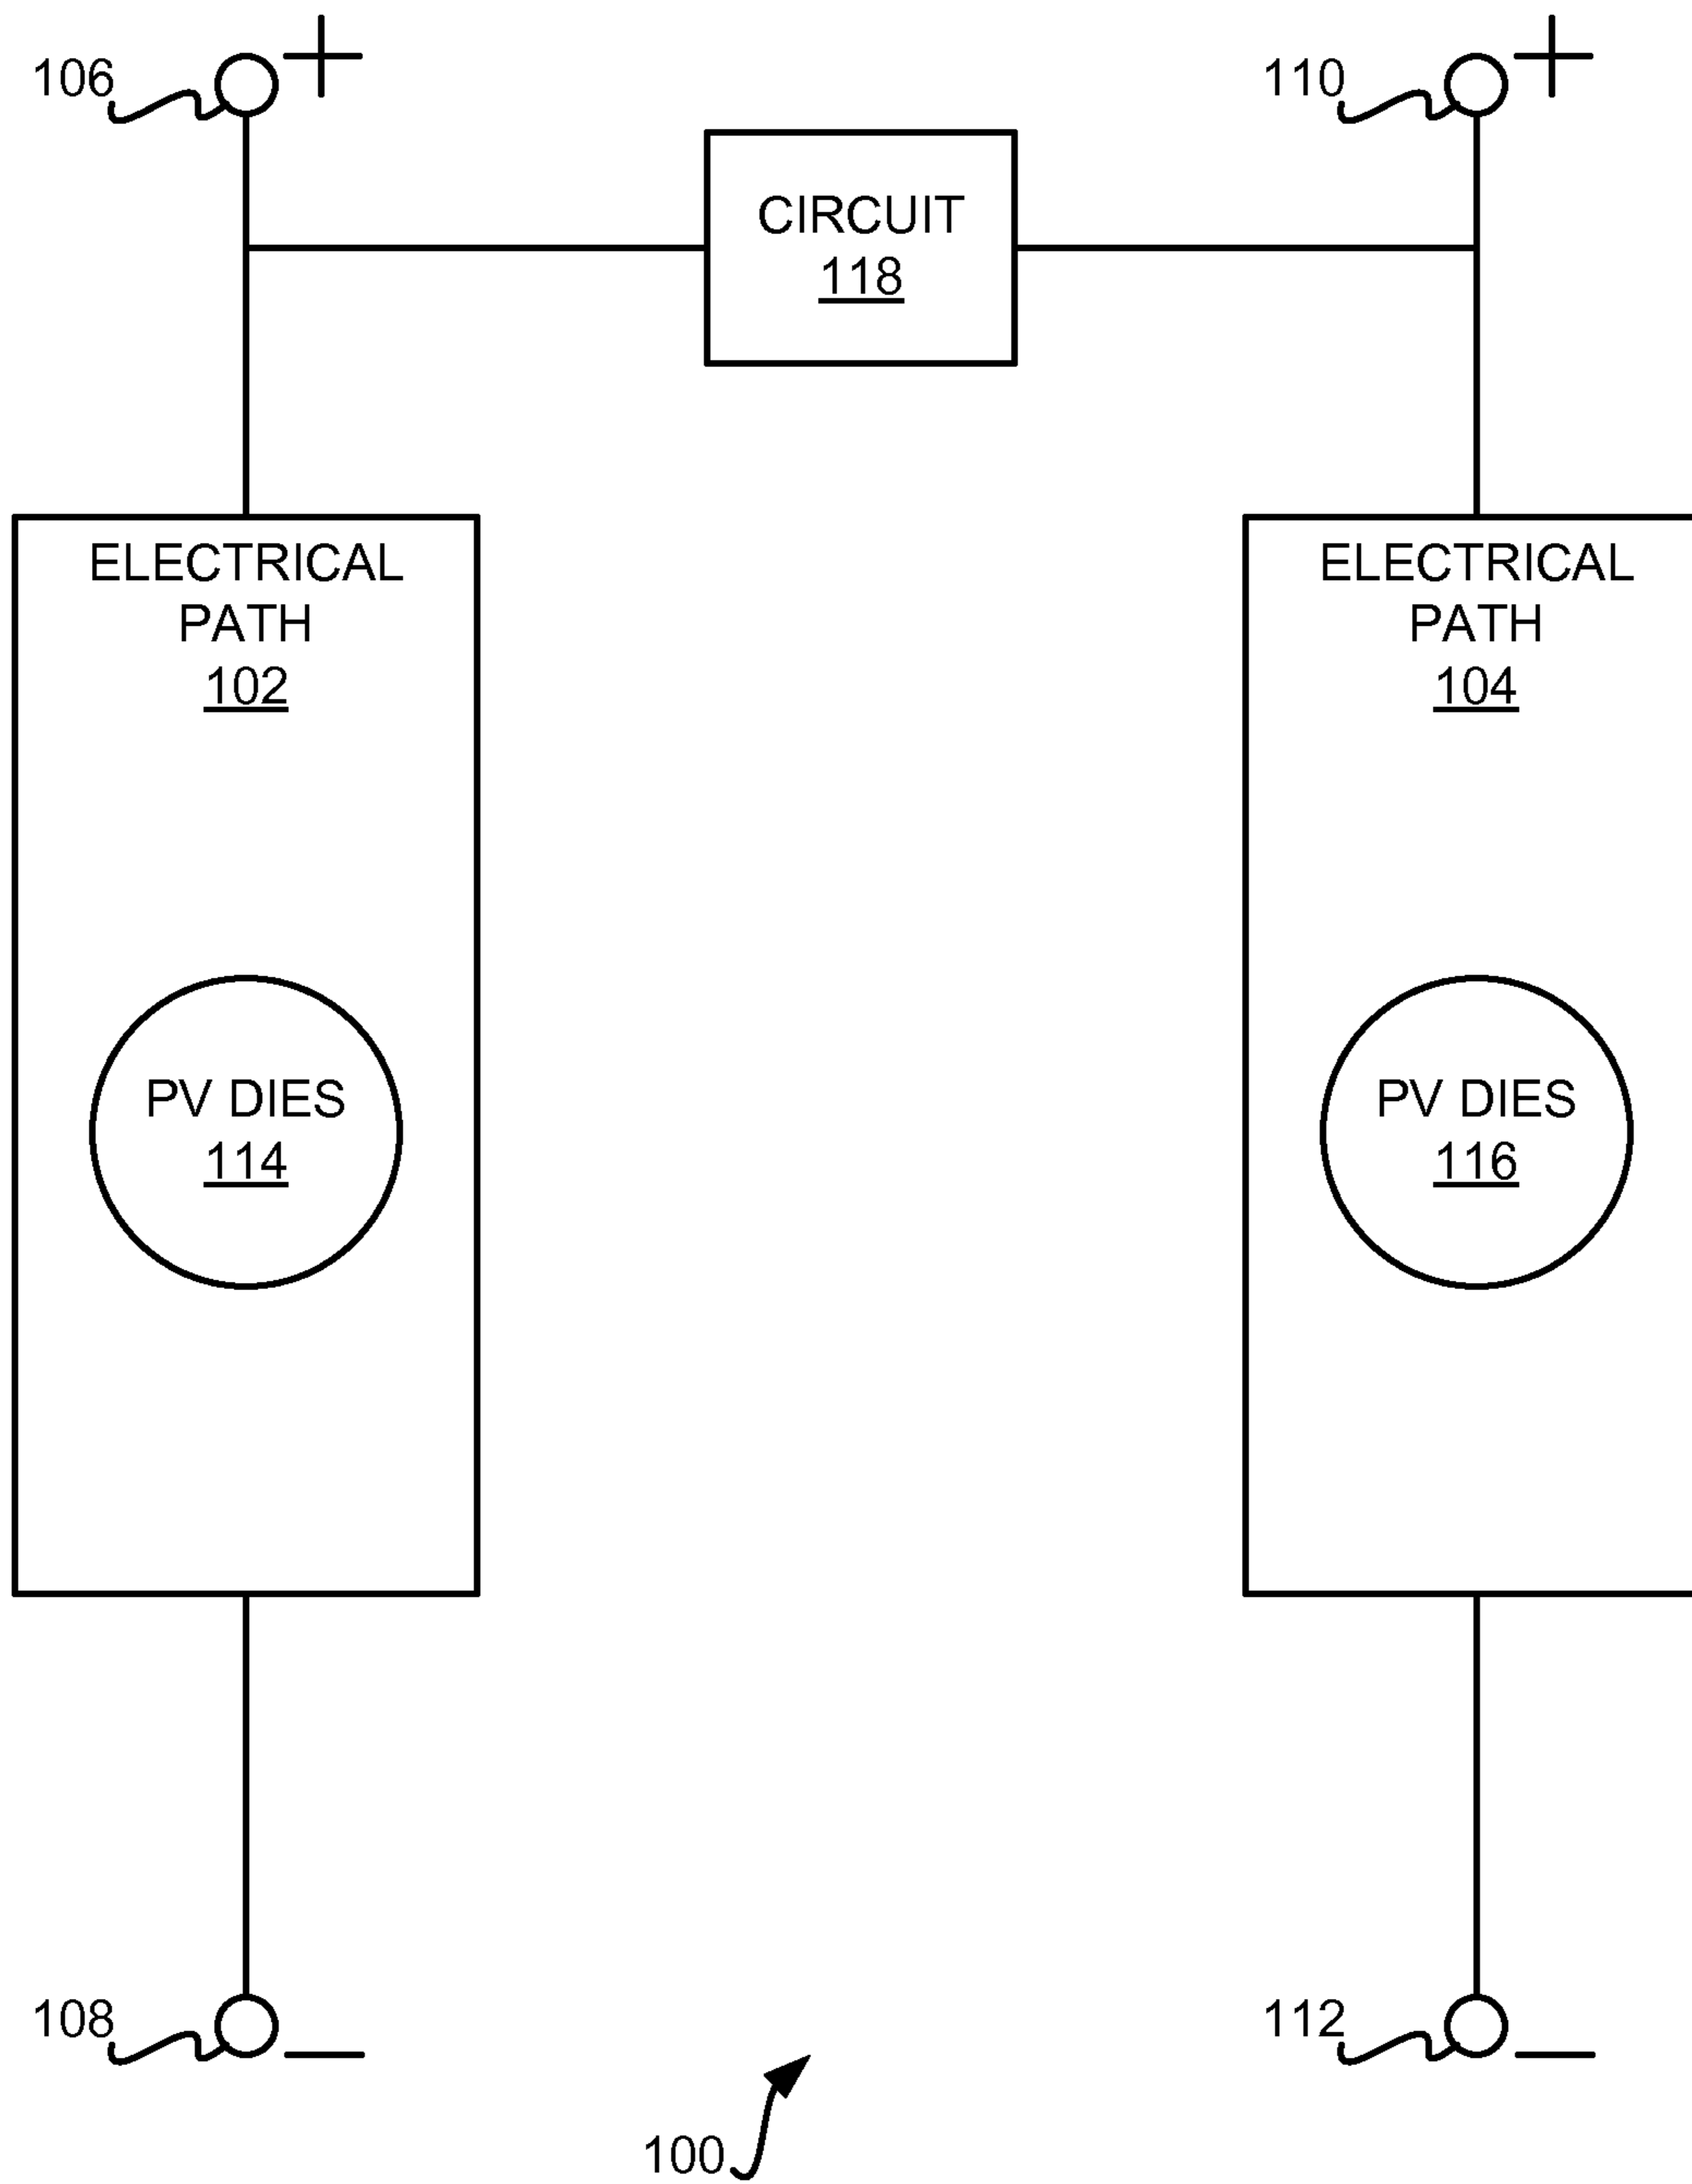 106
+
110
+
CIRCUIT
118
ELECTRICAL
PATH
102
ELECTRICAL
PATH
104
PV DIES
114
PV DIES
116
108
—
112
—
100